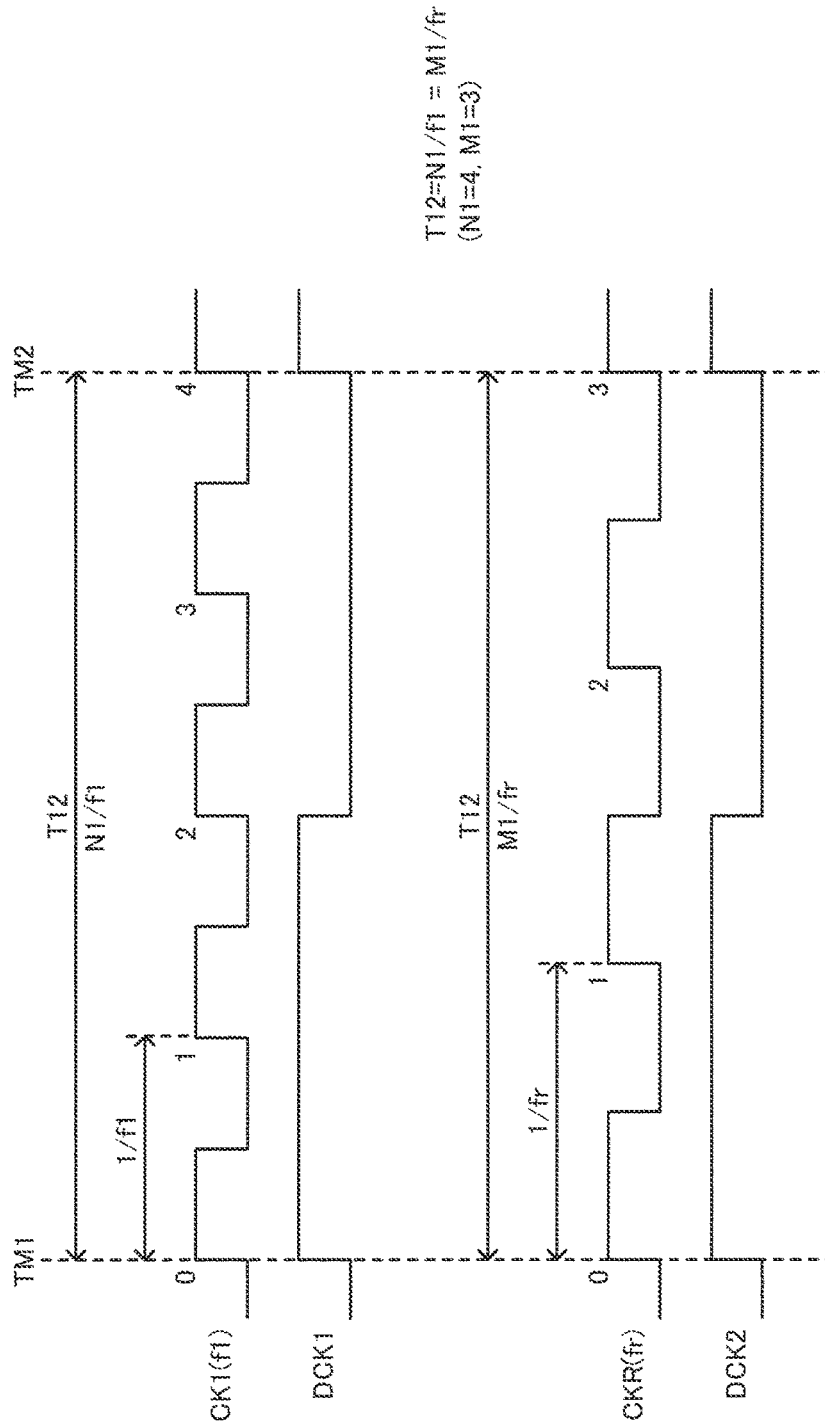 TM1
TM2
T12
N1/f1
1/f1
0
1
2
3
4
CK1(f1)
DCK1
T12
M1/fr
1/fr
0
1
2
3
CKR(fr)
DCK2
T12=N1/f1 = M1/fr
(N1=4, M1=3)